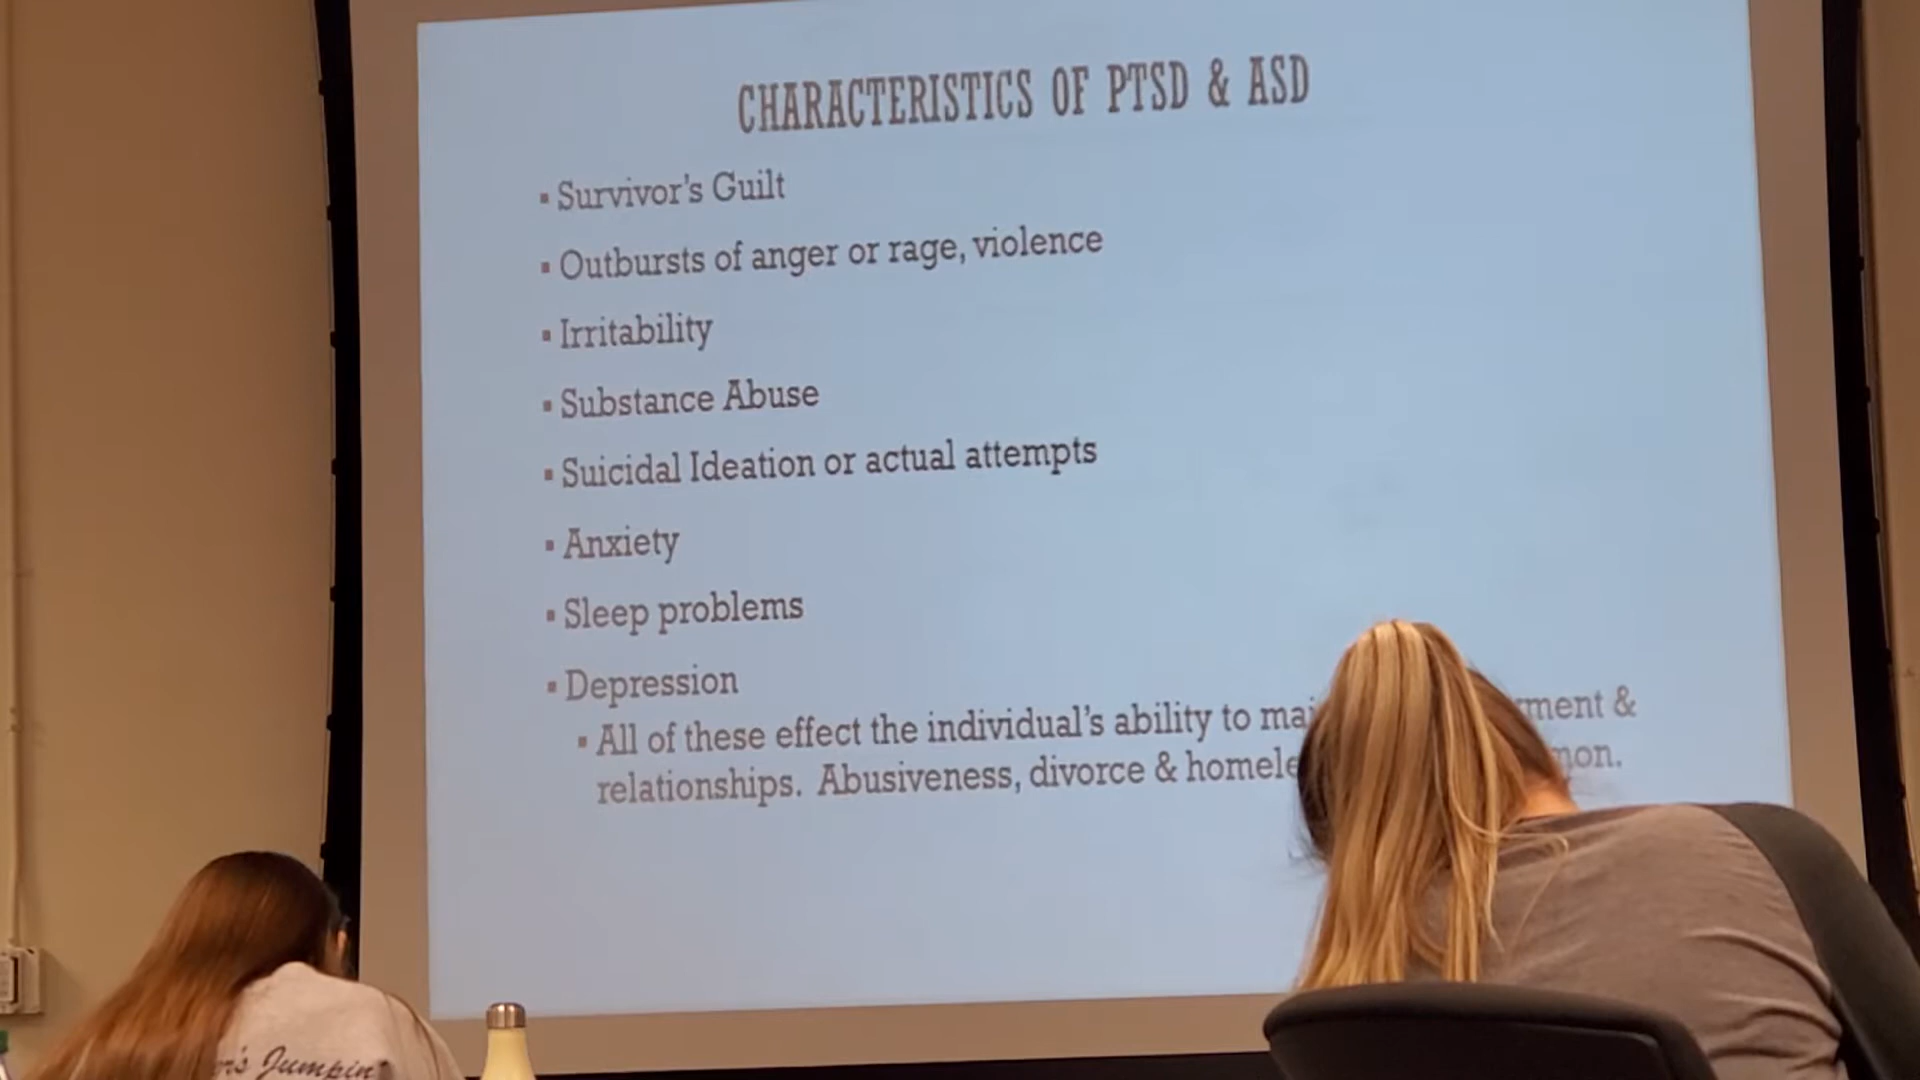 CHARACTERISTICS OF PTSD & ASD
▪ Survivor's Guilt
▪ Outbursts of anger or rage, violence
▪ Irritability
▪ Substance Abuse
▪ Suicidal Ideation or actual attempts
▪ Anxiety
▪ Sleep problems
▪ Depression
▪ All of these effect the individual's ability to &
relationships. Abusiveness, divorce &
Jumpin'